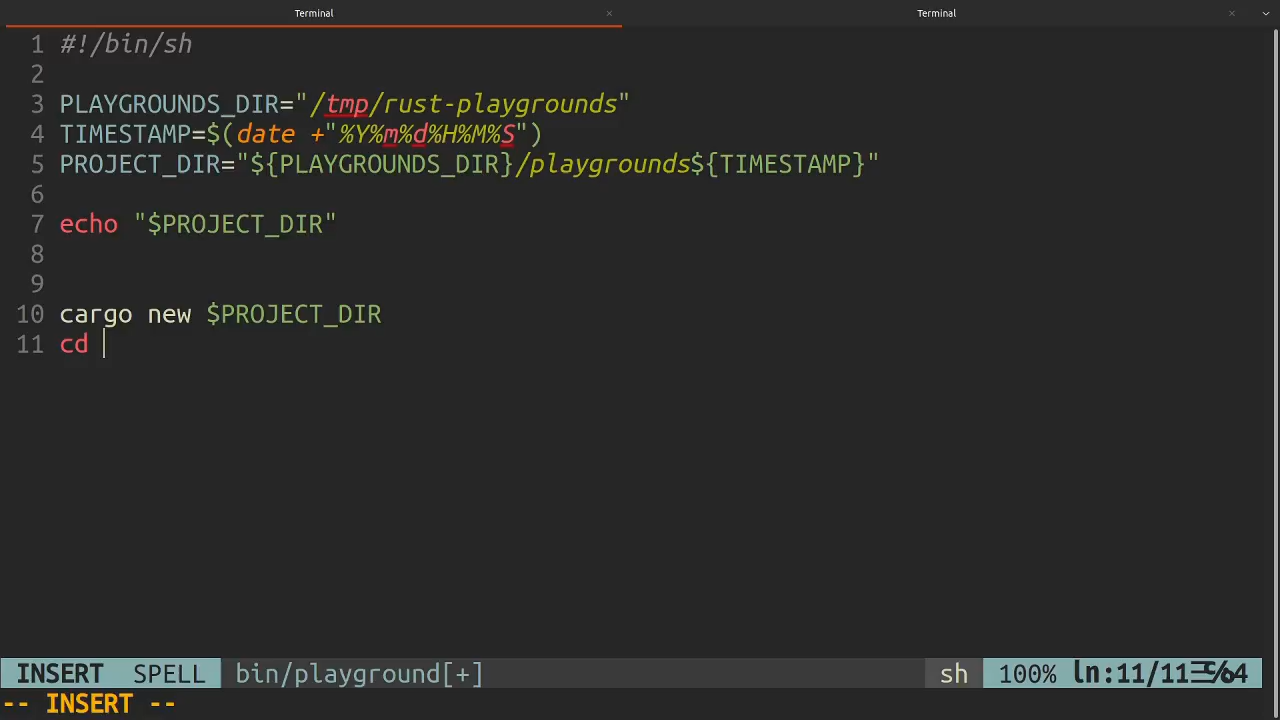 Terminal × Terminal ×
1 #!/bin/sh
2
3 PLAYGROUNDS_DIR="/tmp/rust-playgrounds"
4 TIMESTAMP=$(date +"%Y%m%d%H%M%S")
5 PROJECT_DIR="${PLAYGROUNDS_DIR}/playgrounds${TIMESTAMP}"
6
7 echo "$PROJECT_DIR"
8
9
10 cargo new $PROJECT_DIR
11 cd
INSERT SPELL bin/playground[+] sh 100% ln:11/11☰%4
-- INSERT --